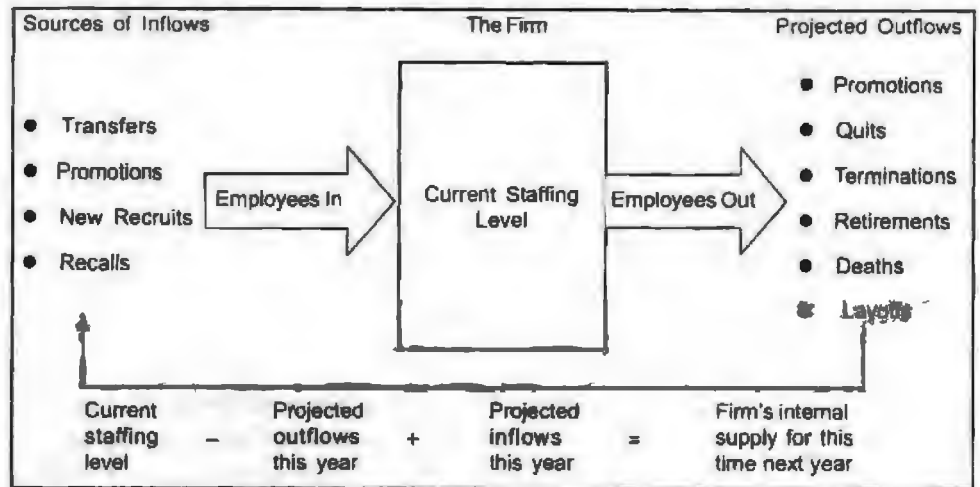 Sources of Inflows
The Firm
Projected Outflows
● Transfers
● Promotions
● New Recruits
● Recalls
Employees In
Current Staffing
Level
Employees Out
● Promotions
● Quits
● Terminations
● Retirements
● Deaths
● Layoffs
Current
staffing
level
–
Projected
outflows
this year
+
Projected
inflows
this year
=
Firm's internal
supply for this
time next year